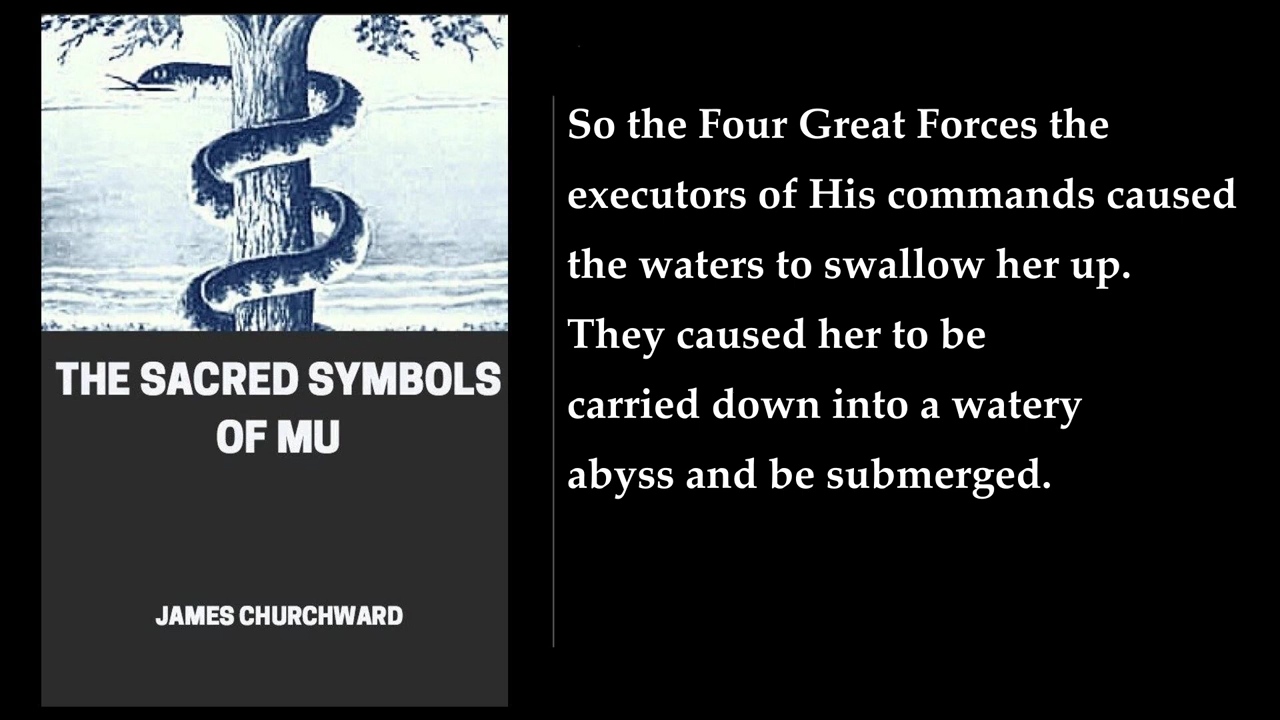 THE SACRED SYMBOLS
OF MU
JAMES CHURCHWARD
So the Four Great Forces the
executors of His commands caused
the waters to swallow her up.
They caused her to be
carried down into a watery
abyss and be submerged.